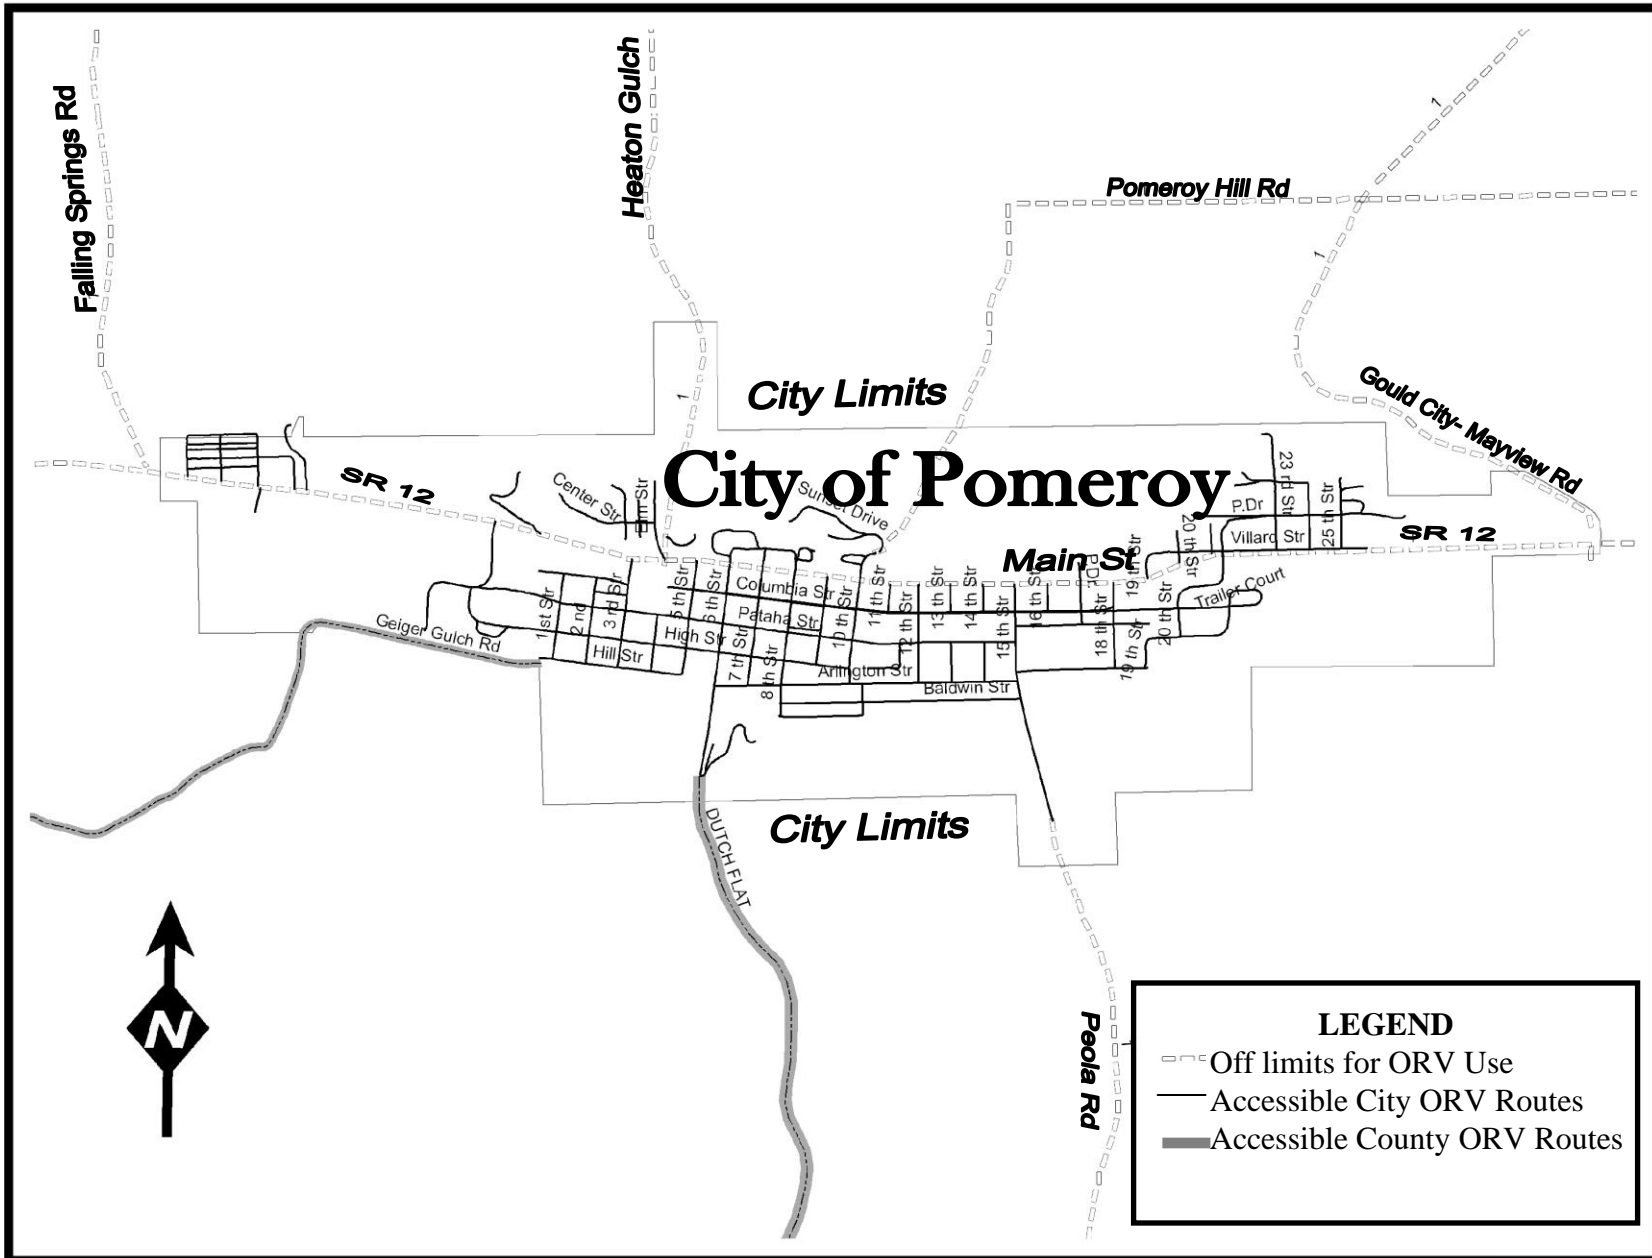 Falling Springs Rd
Heaton Gulch
1
Pomeroy Hill Rd
1
City Limits
1
Gould City- Mayview Rd
City of Pomeroy
SR 12
Center Str
Sunset Drive
23 rd Str
25 th Str
P.Dr
Villard Str
20 th Str
SR 12
Main St
19 th Str
Columbia Str
Pataha Str
High Str
Hill Str
Geiger Gulch Rd
1 st Str
2 nd
3 rd Str
5 th Str
6 th Str
7 th Str
8 th Str
10 th Str
11 th Str
12 th Str
13 th Str
14 th Str
15 th Str
16 th Str
18 th Str
19 th Str
20 th Str
Trailer Court
Arlington Str
Baldwin Str
City Limits
DUTCH FLAT
Peola Rd
N
LEGEND
Off limits for ORV Use
Accessible City ORV Routes
Accessible County ORV Routes